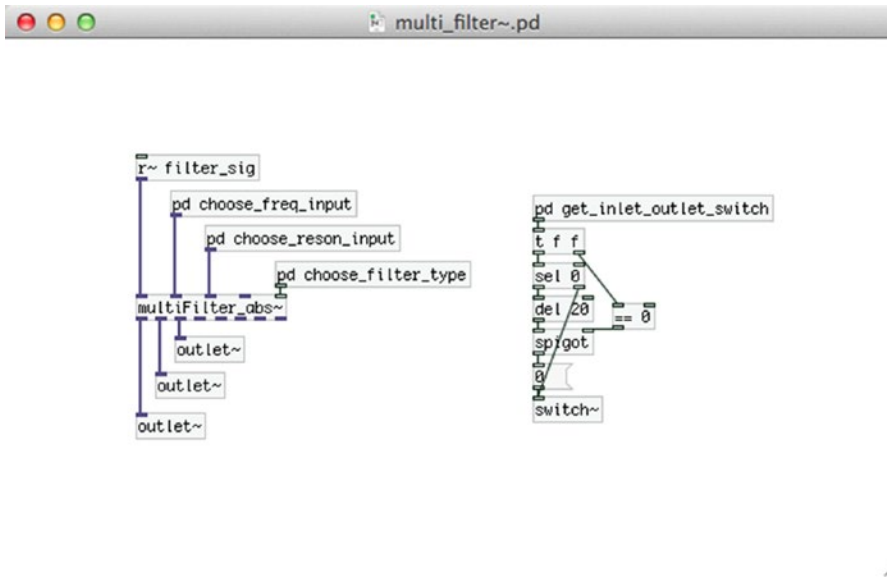 multi_filter~.pd
r~ filter_sig
pd choose_freq_input
pd choose_reson_input
pd choose_filter_type
multiFilter_abs~
outlet~
outlet~
outlet~
pd get_inlet_outlet_switch
t f f
sel 0
del 20
== 0
spigot
0
switch~